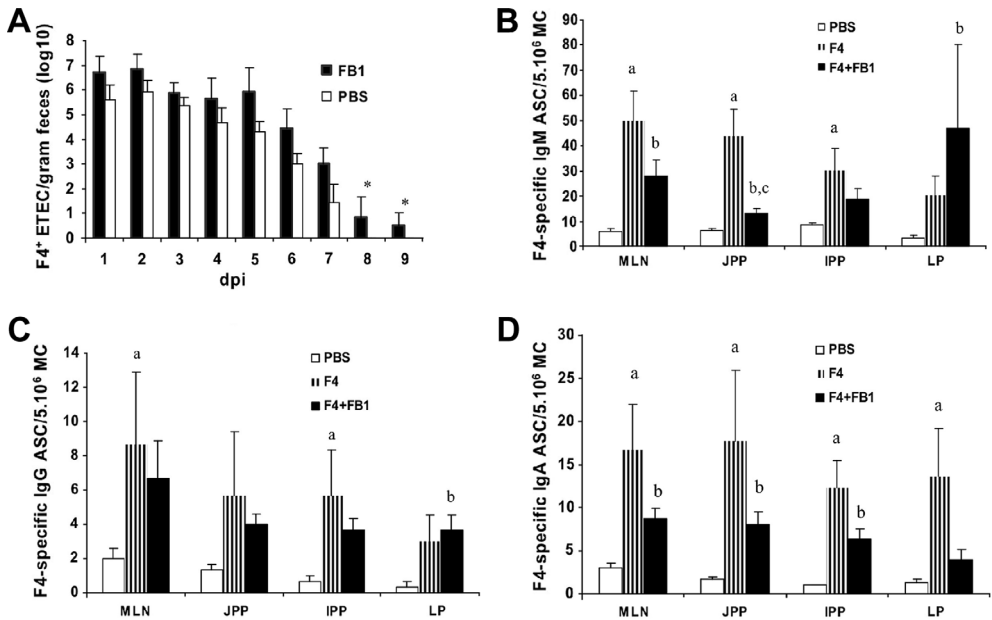 A
F4+ ETEC/gram feces (log10)
8
7
6
5
4
3
2
1
0
FB1
PBS
*
*
1 2 3 4 5 6 7 8 9
dpi
B
F4-specific IgM ASC/5.10⁶ MC
90
80
70
60
50
40
30
20
10
0
PBS
F4
F4+FB1
a
b
a
b,c
a
b
MLN JPP IPP LP
C
F4-specific IgG ASC/5.10⁶ MC
14
12
10
8
6
4
2
0
PBS
F4
F4+FB1
a
a
b
MLN JPP IPP LP
D
F4-specific IgA ASC/5.10⁶ MC
30
25
20
15
10
5
0
PBS
F4
F4+FB1
a
b
a
b
a
b
a
MLN JPP IPP LP